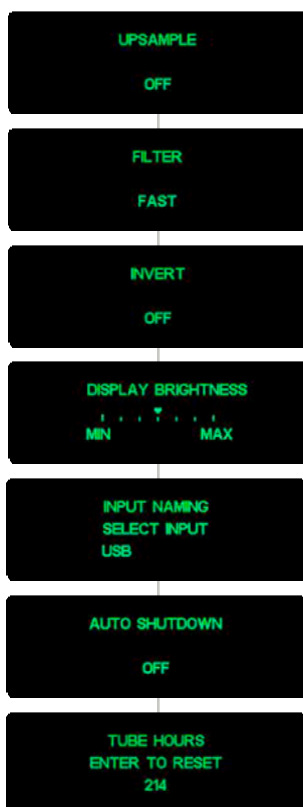 UPSAMPLE
OFF
FILTER
FAST
INVERT
OFF
DISPLAY BRIGHTNESS
MIN MAX
INPUT NAMING
SELECT INPUT
USB
AUTO SHUTDOWN
OFF
TUBE HOURS
ENTER TO RESET
214